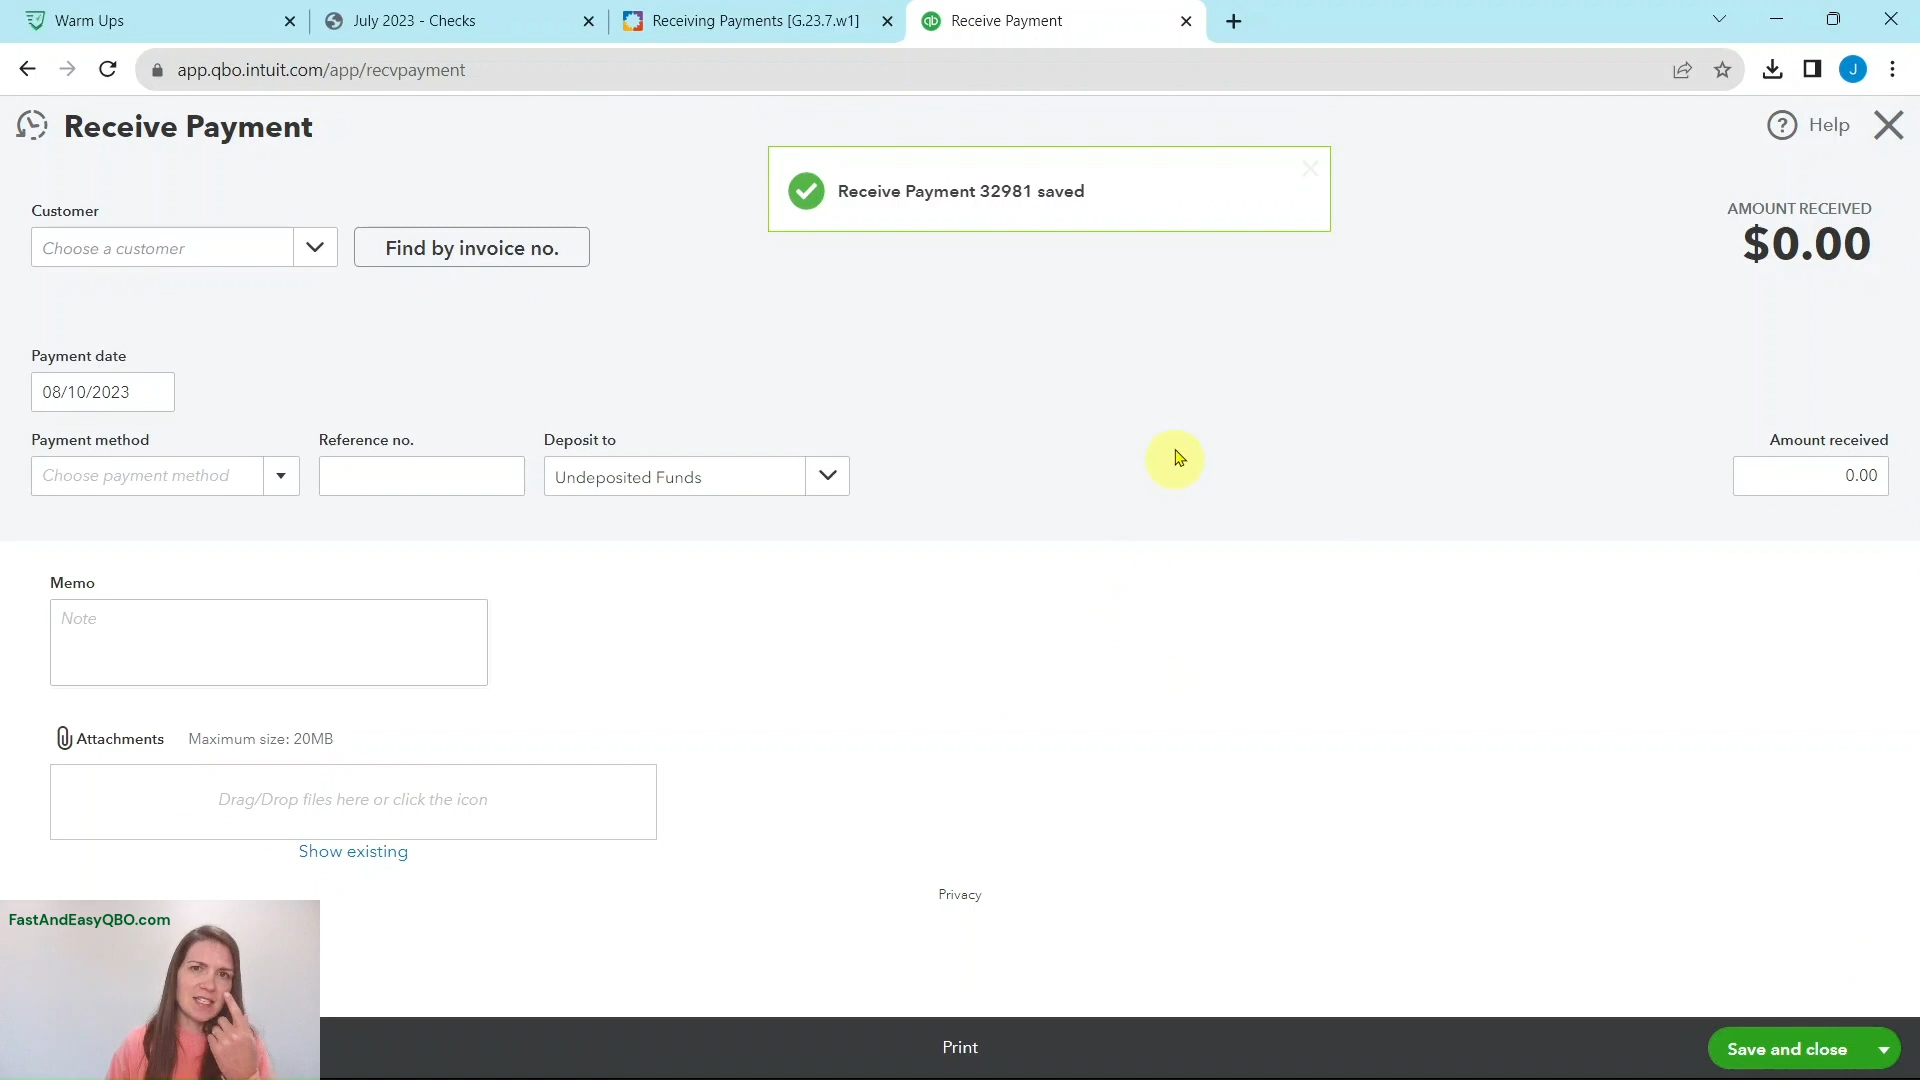 Warm Ups
July 2023 - Checks
Receiving Payments [G.23.7.w1]
qb
Receive Payment
app.qbo.intuit.com/app/recvpayment
J
Receive Payment
? Help
Receive Payment 32981 saved
AMOUNT RECEIVED
$0.00
Customer
Choose a customer
Find by invoice no.
Payment date
08/10/2023
Payment method
Reference no.
Deposit to
Amount received
Choose payment method
Undeposited Funds
0.00
Memo
Note
Attachments Maximum size: 20MB
Drag/Drop files here or click the icon
Show existing
Privacy
FastAndEasyQBO.com
Print
Save and close